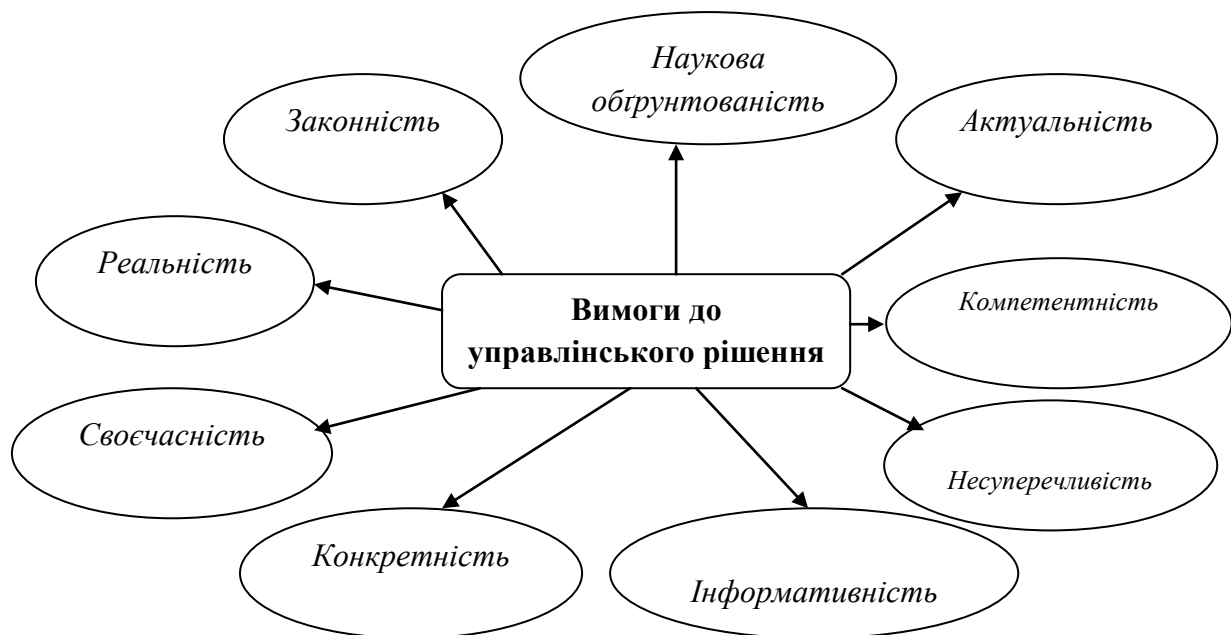 Наукова
обґрунтованість
Законність
Актуальність
Реальність
Вимоги до
управлінського рішення
Компетентність
Своєчасність
Несуперечливість
Конкретність
Інформативність